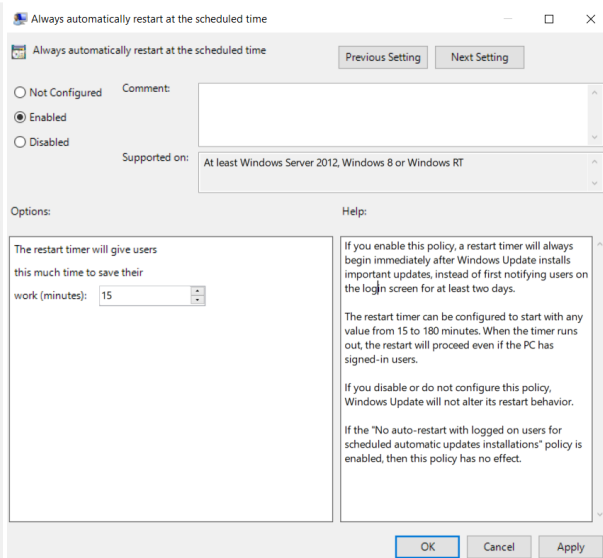 Always automatically restart at the scheduled time
Always automatically restart at the scheduled time
Previous Setting
Next Setting
Not Configured
Comment:
Enabled
Disabled
Supported on:
At least Windows Server 2012, Windows 8 or Windows RT
Options:
Help:
The restart timer will give users
this much time to save their
work (minutes):
15
If you enable this policy, a restart timer will always
begin immediately after Windows Update installs
important updates, instead of first notifying users on
the login screen for at least two days.
The restart timer can be configured to start with any
value from 15 to 180 minutes. When the timer runs
out, the restart will proceed even if the PC has
signed-in users.
If you disable or do not configure this policy,
Windows Update will not alter its restart behavior.
If the "No auto-restart with logged on users for
scheduled automatic updates installations" policy is
enabled, then this policy has no effect.
OK
Cancel
Apply